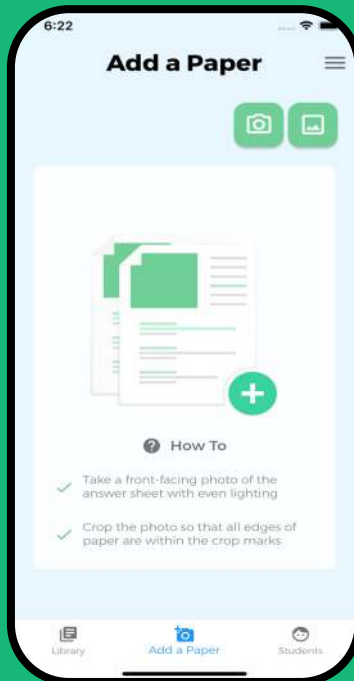 6:22
Add a Paper
How To
Take a front-facing photo of the
answer sheet with even lighting
Crop the photo so that all edges of
paper are within the crop marks
Library
Add a Paper
Students